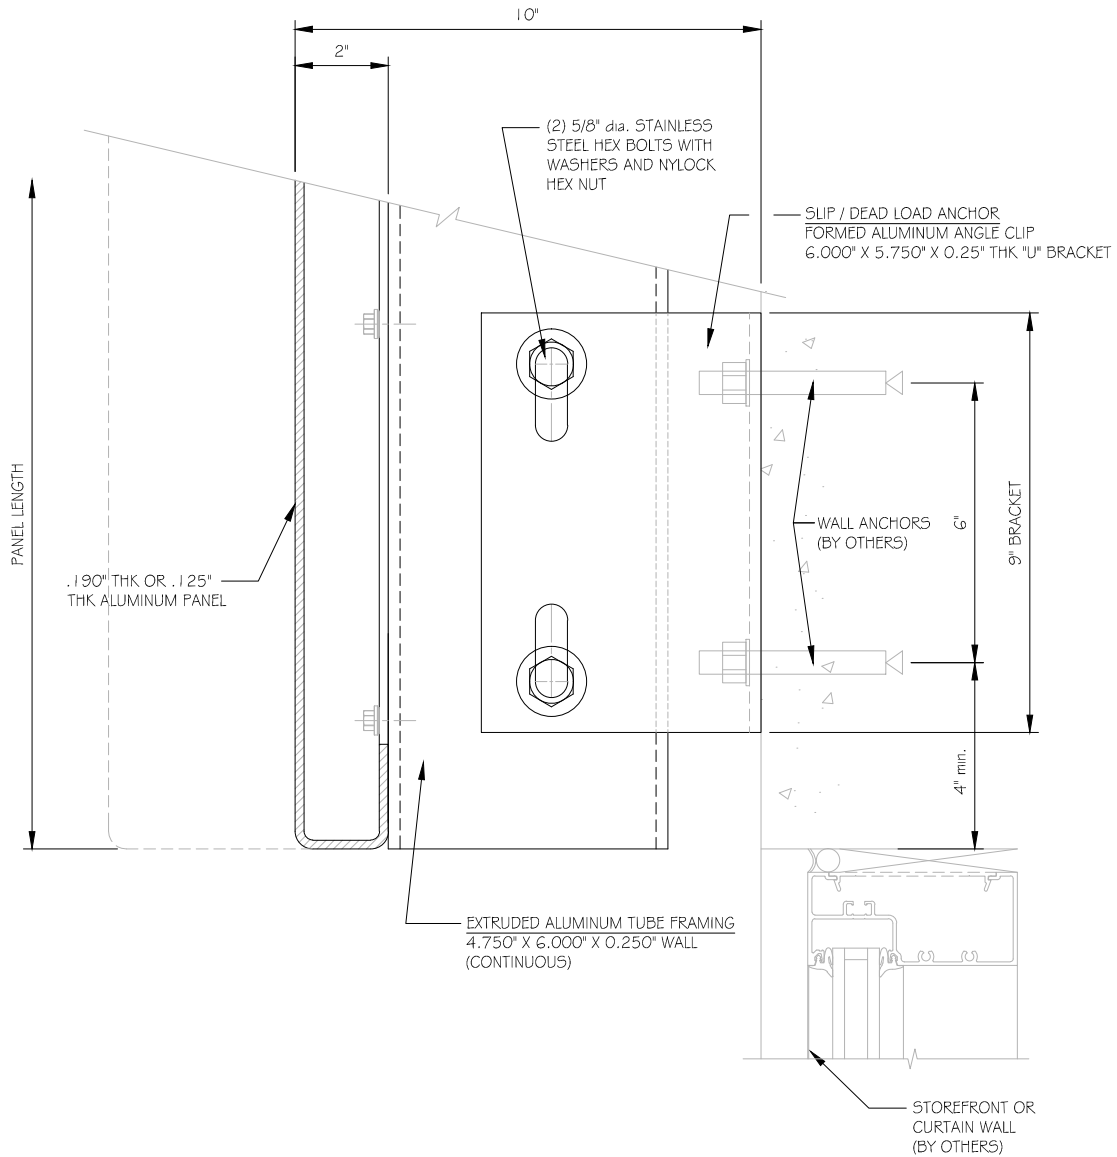 10"
2"
(2) 5/8" dia. STAINLESS
STEEL HEX BOLTS WITH
WASHERS AND NYLOCK
HEX NUT
SLIP / DEAD LOAD ANCHOR
FORMED ALUMINUM ANGLE CLIP
6.000" X 5.750" X 0.25" THK "U" BRACKET
PANEL LENGTH
WALL ANCHORS
(BY OTHERS)
6"
9" BRACKET
.190" THK OR .125"
THK ALUMINUM PANEL
4" min.
EXTRUDED ALUMINUM TUBE FRAMING
4.750" X 6.000" X 0.250" WALL
(CONTINUOUS)
STOREFRONT OR
CURTAIN WALL
(BY OTHERS)